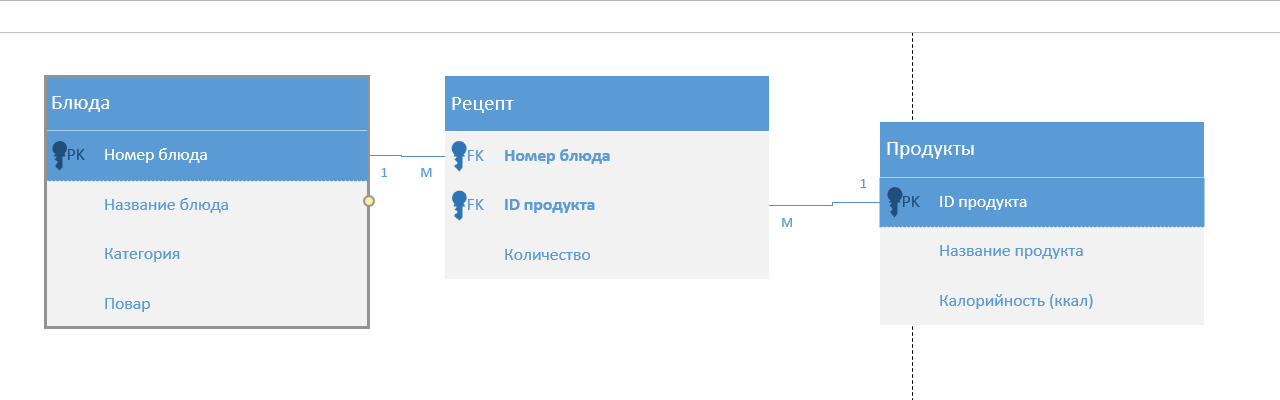 Блюда
PK Номер блюда
Название блюда
Категория
Повар
1
M
Рецепт
FK Номер блюда
FK ID продукта
Количество
M
1
Продукты
PK ID продукта
Название продукта
Калорийность (ккал)